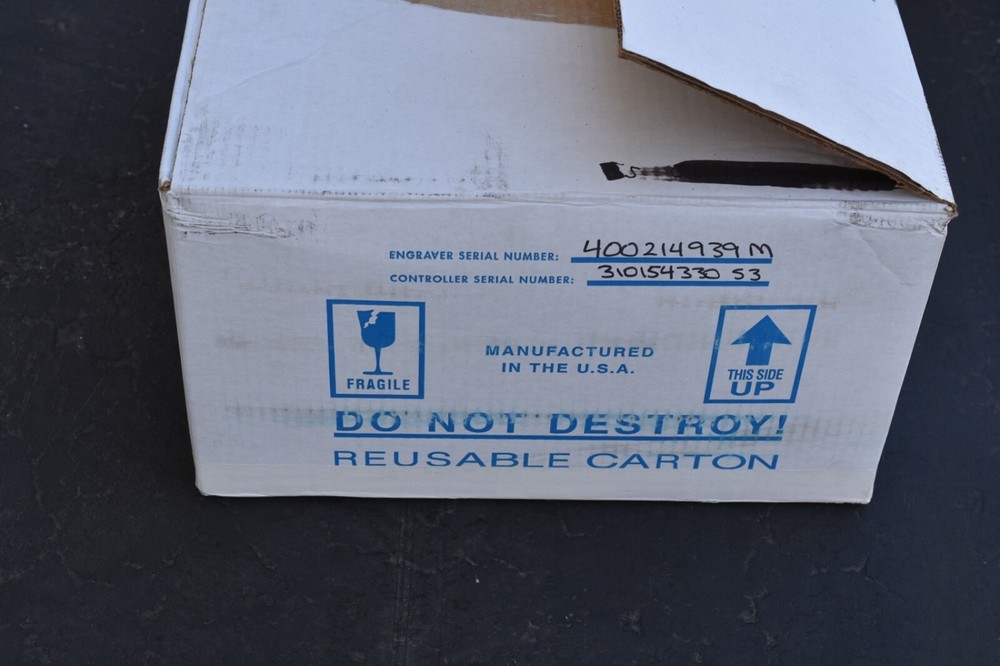 ENGRAVER SERIAL NUMBER: 400214939M
CONTROLLER SERIAL NUMBER: 310154330 S3
FRAGILE
MANUFACTURED
IN THE U.S.A.
THIS SIDE
UP
DO NOT DESTROY!
REUSABLE CARTON